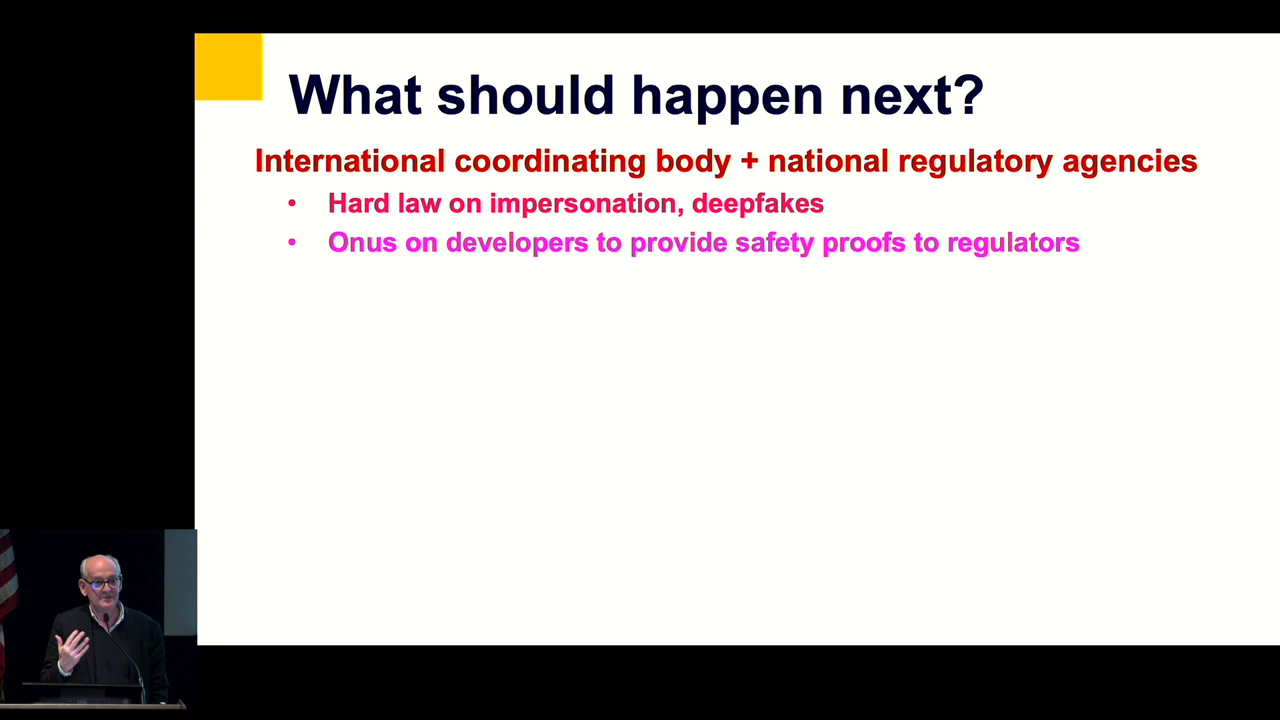 What should happen next?
International coordinating body + national regulatory agencies
• Hard law on impersonation, deepfakes
• Onus on developers to provide safety proofs to regulators